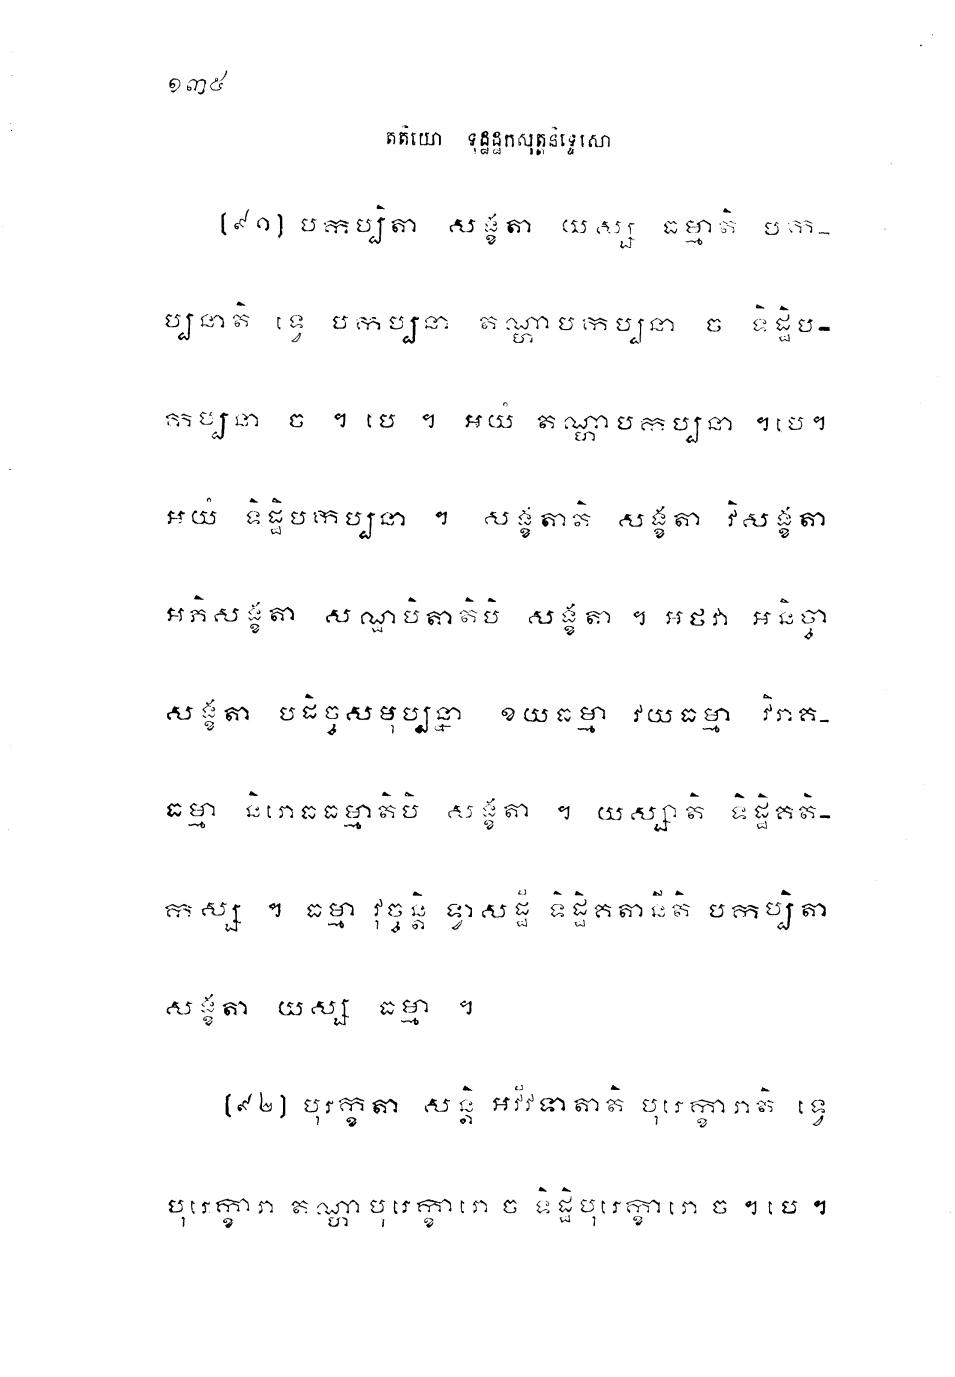 ១៣៥
តតិយោ ទុដ្ឋដ្ឋកសុត្តនិទ្ទេសោ
(៩១) បកប្បិតា សង្ខតា យស្ស ធម្មាតិ បក-
ប្បនាតិ ទ្វេ បកប្បនា តណ្ហាបកប្បនា ច ទិដ្ឋិប-
កប្បនា ច ។ បេ ។ អយំ តណ្ហាបកប្បនា ។បេ។
អយំ ទិដ្ឋិបកប្បនា ។ សង្ខតាតិ សង្ខតា វិសង្ខតា
អភិសង្ខតា សណ្ឋបិតាតិបិ សង្ខតា ។ អថវា អនិច្ចា
សង្ខតា បដិច្ចសមុប្បន្នា ខយធម្មា វយធម្មា វិរាគ-
ធម្មា និរោធធម្មាតិបិ សង្ខតា ។ យស្សាតិ ទិដ្ឋិគតិ-
កស្ស ។ ធម្មា វុច្ចន្តិ ទ្វាសដ្ឋី ទិដ្ឋិគតានីតិ បកប្បិតា
សង្ខតា យស្ស ធម្មា ។
(៩២) បុរក្ខតា សន្តិ អវីវទាតាតិ បុរេក្ខារាតិ ទ្វេ
បុរេក្ខារា តណ្ហាបុរេក្ខារោ ច ទិដ្ឋិបុរេក្ខារោ ច ។បេ ។